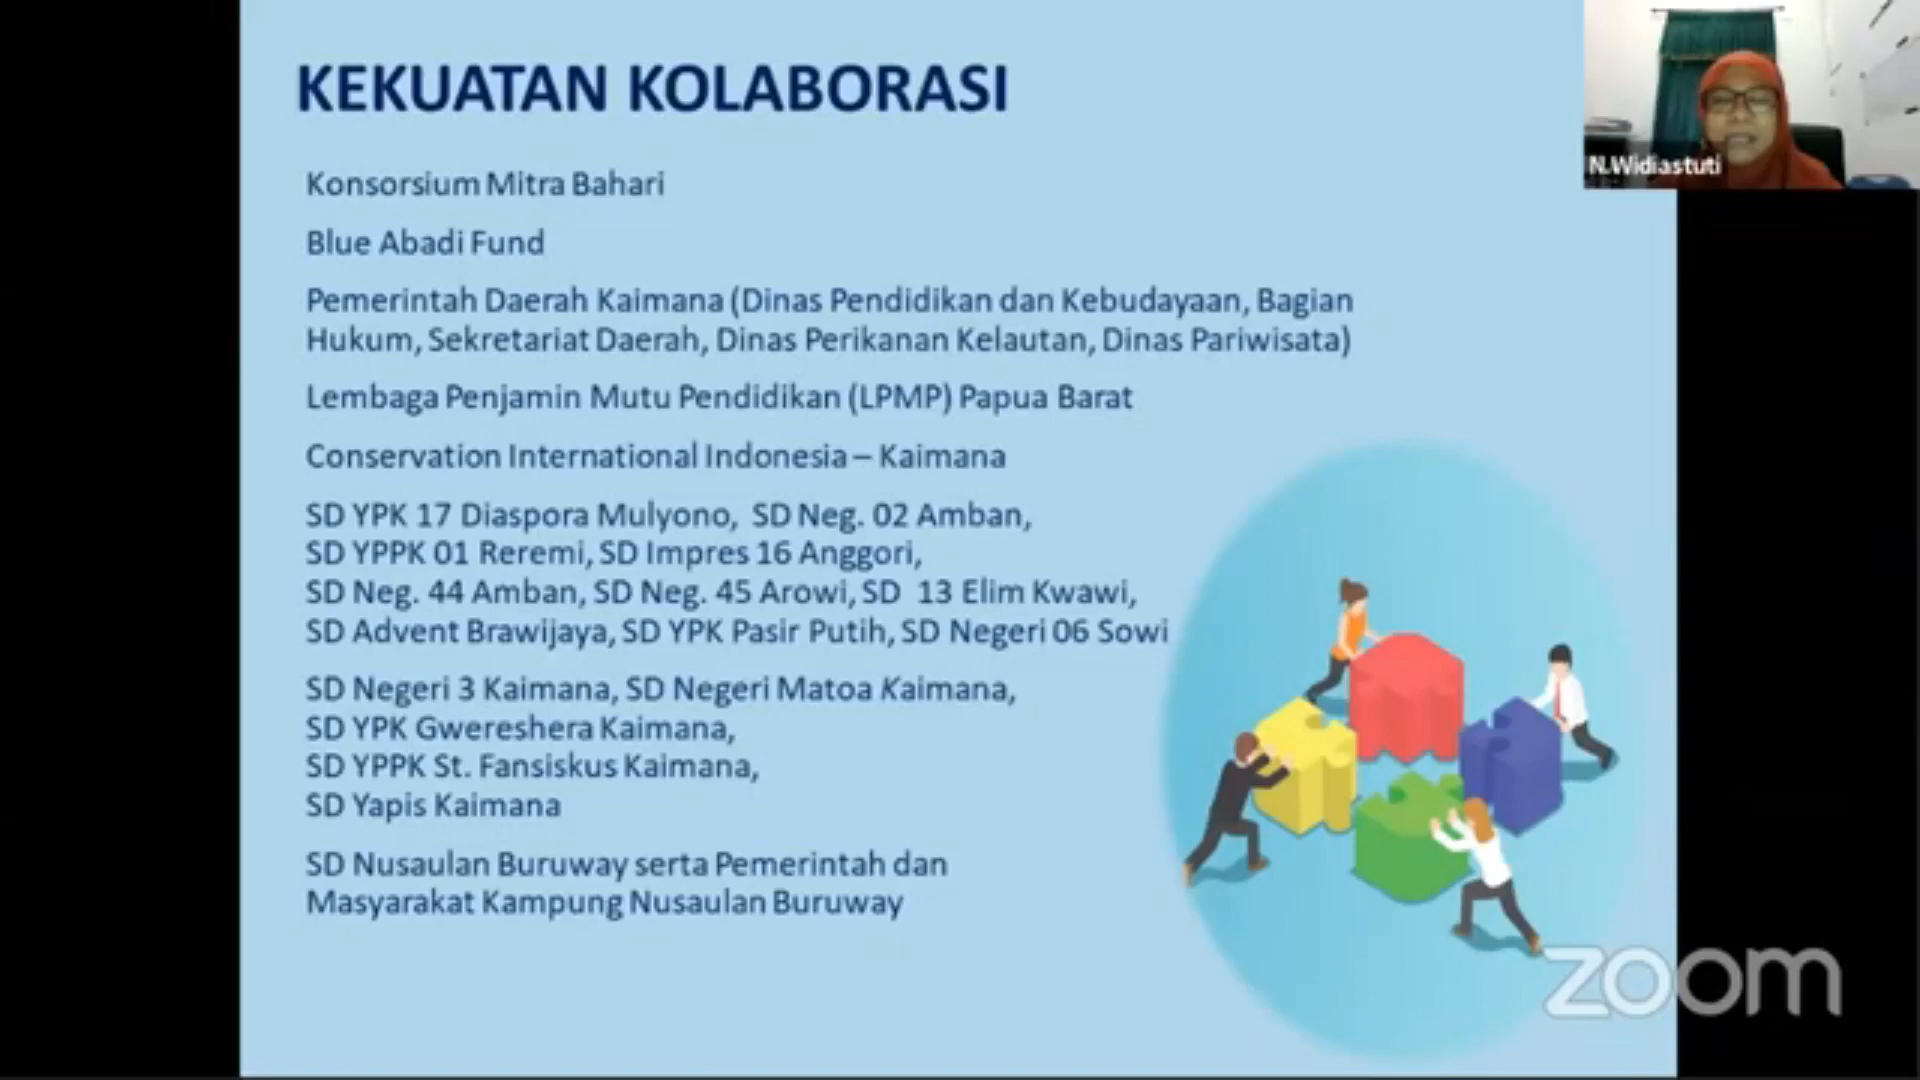 KEKUATAN KOLABORASI
N.Widiastuti
Konsorsium Mitra Bahari
Blue Abadi Fund
Pemerintah Daerah Kaimana (Dinas Pendidikan dan Kebudayaan, Bagian
Hukum, Sekretariat Daerah, Dinas Perikanan Kelautan, Dinas Pariwisata)
Lembaga Penjamin Mutu Pendidikan (LPMP) Papua Barat
Conservation International Indonesia – Kaimana
SD YPK 17 Diaspora Mulyono, SD Neg. 02 Amban,
SD YPPK 01 Reremi, SD Impres 16 Anggori,
SD Neg. 44 Amban, SD Neg. 45 Arowi, SD 13 Elim Kwawi,
SD Advent Brawijaya, SD YPK Pasir Putih, SD Negeri 06 Sowi
SD Negeri 3 Kaimana, SD Negeri Matoa Kaimana,
SD YPK Gwereshera Kaimana,
SD YPPK St. Fansiskus Kaimana,
SD Yapis Kaimana
SD Nusaulan Buruway serta Pemerintah dan
Masyarakat Kampung Nusaulan Buruway
zoom